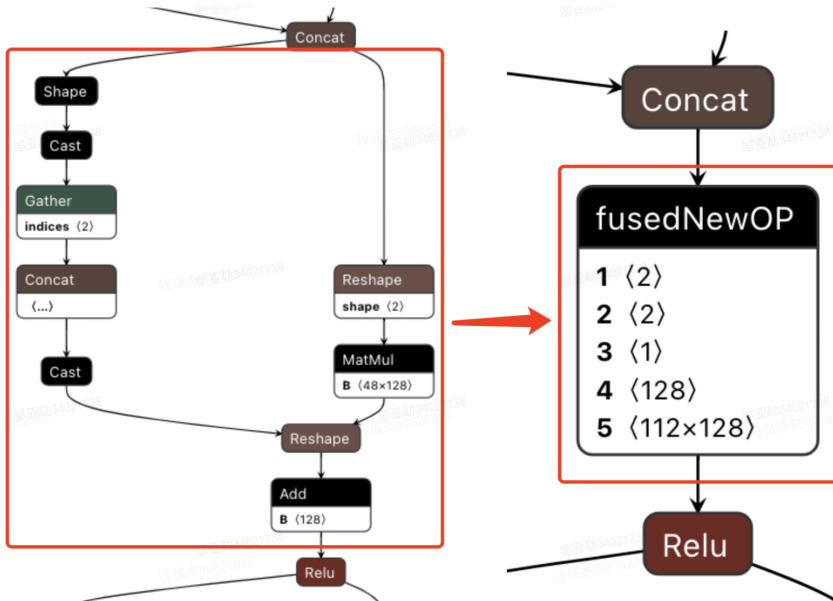 Concat
Shape
Cast
Gather
indices 〈2〉
Concat
〈...〉
Cast
Reshape
shape 〈2〉
MatMul
B 〈48×128〉
Reshape
Add
B 〈128〉
Relu
Concat
fusedNewOP
1 〈2〉
2 〈2〉
3 〈1〉
4 〈128〉
5 〈112×128〉
Relu